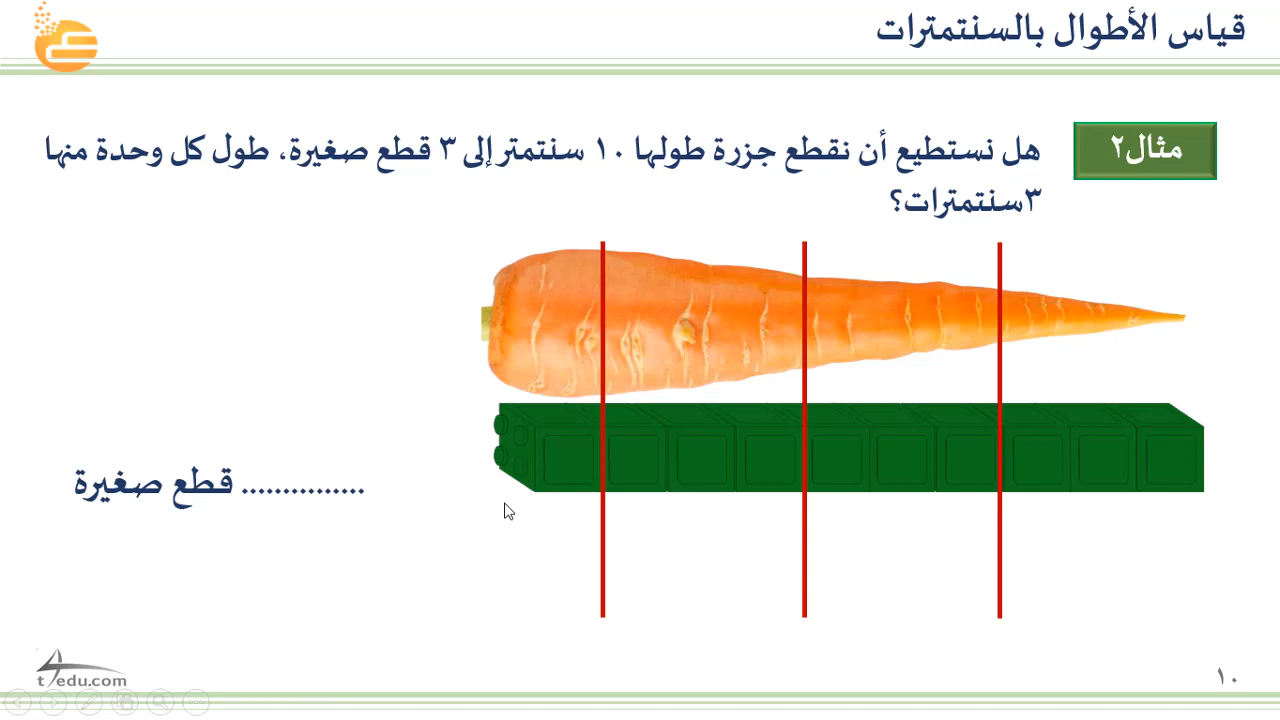 قياس الأطوال بالسنتمترات
مثال٢
هل نستطيع أن نقطع جزرة طولها ١٠ سنتمتر إلى ٣ قطع صغيرة، طول كل وحدة منها
٣سنتمترات؟
............... قطع صغيرة
t4edu.com
١٠